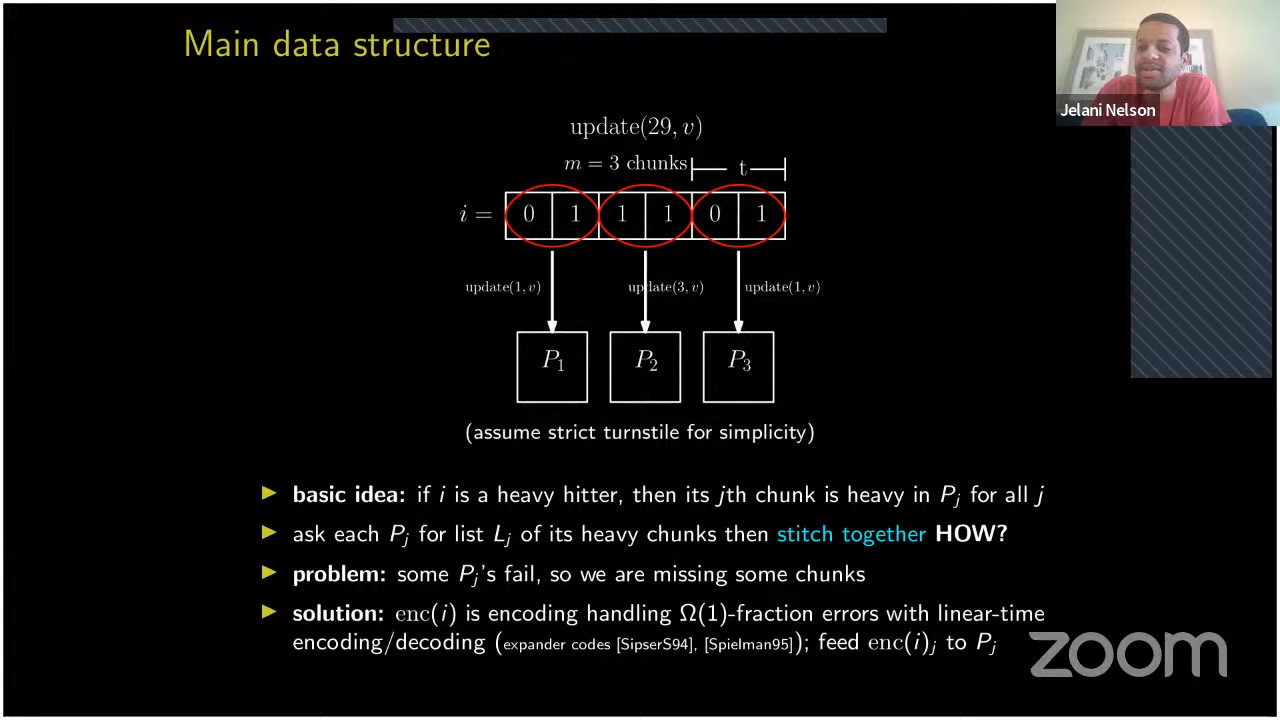 Main data structure
Jelani Nelson
update(29, v)
m = 3 chunks
t
i = 0 1 1 1 0 1
update(1, v) update(3, v) update(1, v)
P1 P2 P3
(assume strict turnstile for simplicity)
basic idea: if i is a heavy hitter, then its jth chunk is heavy in Pj for all j
ask each Pj for list Lj of its heavy chunks then stitch together HOW?
problem: some Pj's fail, so we are missing some chunks
solution: enc(i) is encoding handling Ω(1)-fraction errors with linear-time
encoding/decoding (expander codes [SipserS94], [Spielman95]); feed enc(i)j to Pj
zoom